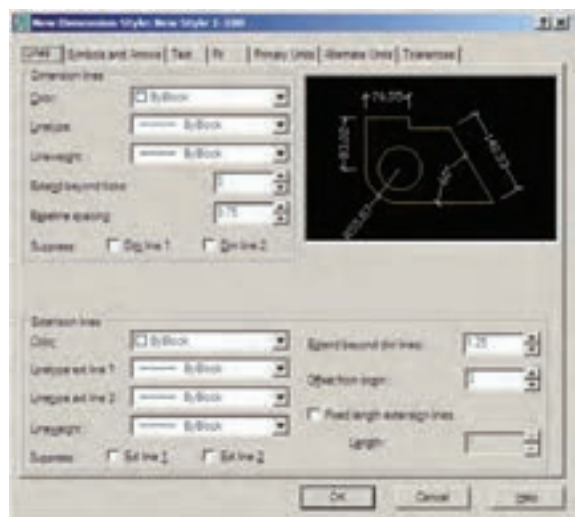 New Dimension Style: New Style 1-100
Lines Symbols and Arrows Text Fit Primary Units Alternate Units Tolerances
Dimension lines
Color: ByBlock
Linetype: ByBlock
Lineweight: ByBlock
Extend beyond ticks:
Baseline spacing: 3.75
Suppress: Dim line 1 Dim line 2
Extension lines
Color: ByBlock
Linetype ext line 1: ByBlock
Linetype ext line 2: ByBlock
Lineweight: ByBlock
Suppress: Ext line 1 Ext line 2
Extend beyond dim lines: 1.25
Offset from origin:
Fixed length extension lines
Length:
OK Cancel Help